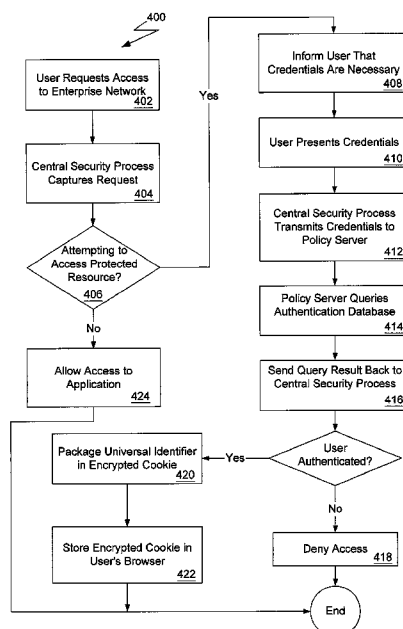 400
User Requests Access
to Enterprise Network
402
Central Security Process
Captures Request
404
Attempting to
Access Protected
Resource?
406
Yes
No
Allow Access to
Application
424
Inform User That
Credentials Are Necessary
408
User Presents Credentials
410
Central Security Process
Transmits Credentials to
Policy Server
412
Policy Server Queries
Authentication Database
414
Send Query Result Back to
Central Security Process
416
User
Authenticated?
Yes
No
Package Universal Identifier
in Encrypted Cookie
420
Store Encrypted Cookie in
User's Browser
422
Deny Access
418
End